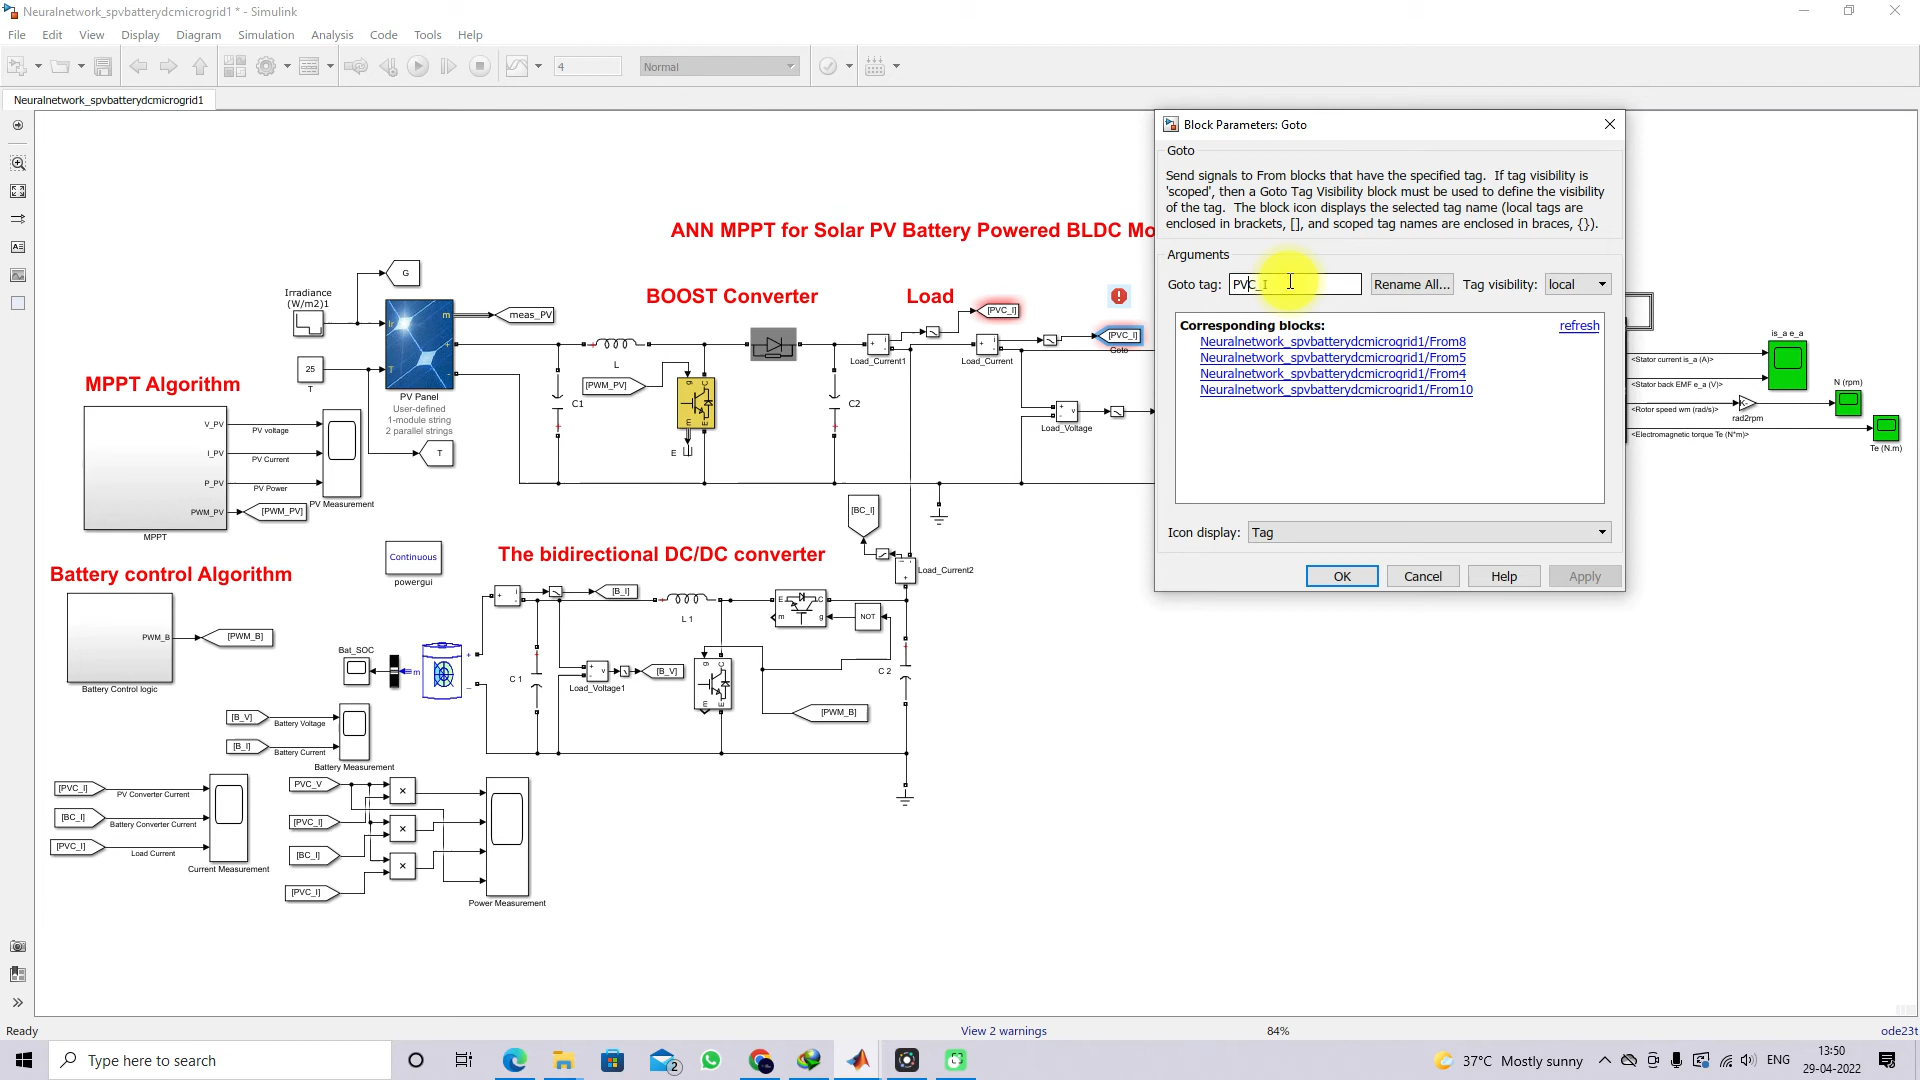 Neuralnetwork_spvbatterydcmicrogrid1 * - Simulink
File Edit View Display Diagram Simulation Analysis Code Tools Help
4
Normal
Neuralnetwork_spvbatterydcmicrogrid1
ANN MPPT for Solar PV Battery Powered BLDC Mo
BOOST Converter
Load
MPPT Algorithm
Battery control Algorithm
The bidirectional DC/DC converter
Irradiance
(W/m2)1
G
25
T
Ir
T
m
+
-
PV Panel
User-defined
1-module string
2 parallel strings
meas_PV
T
L
[PWM_PV]
C1
g
C
m
E
E
C2
Load_Current1
[PVC_I]
Load_Current
[PVC_I]
Goto
Load_Voltage
V_PV
I_PV
P_PV
PWM_PV
PV voltage
PV Current
PV Power
[PWM_PV]
PV Measurement
MPPT
Continuous
powergui
PWM_B
[PWM_B]
Battery Control logic
Bat_SOC
m
[B_I]
L 1
C 1
Load_Voltage1
[B_V]
E
C
m
g
NOT
g
C
m
E
[PWM_B]
C 2
[BC_I]
Load_Current2
[B_V]
Battery Voltage
[B_I]
Battery Current
Battery Measurement
[PVC_I]
PV Converter Current
[BC_I]
Battery Converter Current
[PVC_I]
Load Current
Current Measurement
PVC_V
[PVC_I]
[BC_I]
[PVC_I]
×
×
×
Power Measurement
Block Parameters: Goto
Goto
Send signals to From blocks that have the specified tag. If tag visibility is
'scoped', then a Goto Tag Visibility block must be used to define the visibility
of the tag. The block icon displays the selected tag name (local tags are
enclosed in brackets, [], and scoped tag names are enclosed in braces, {}).
Arguments
Goto tag: PVC_I Rename All... Tag visibility: local
Corresponding blocks: refresh
Neuralnetwork_spvbatterydcmicrogrid1/From8
Neuralnetwork_spvbatterydcmicrogrid1/From5
Neuralnetwork_spvbatterydcmicrogrid1/From4
Neuralnetwork_spvbatterydcmicrogrid1/From10
Icon display: Tag
OK Cancel Help Apply
is_a e_a
<Stator current is_a (A)>
<Stator back EMF e_a (V)>
N (rpm)
<Rotor speed wm (rad/s)>
K-
rad2rpm
<Electromagnetic torque Te (N*m)>
Te (N.m)
Ready
View 2 warnings
84%
ode23t
Type here to search
2
37°C Mostly sunny
ENG
13:50
29-04-2022